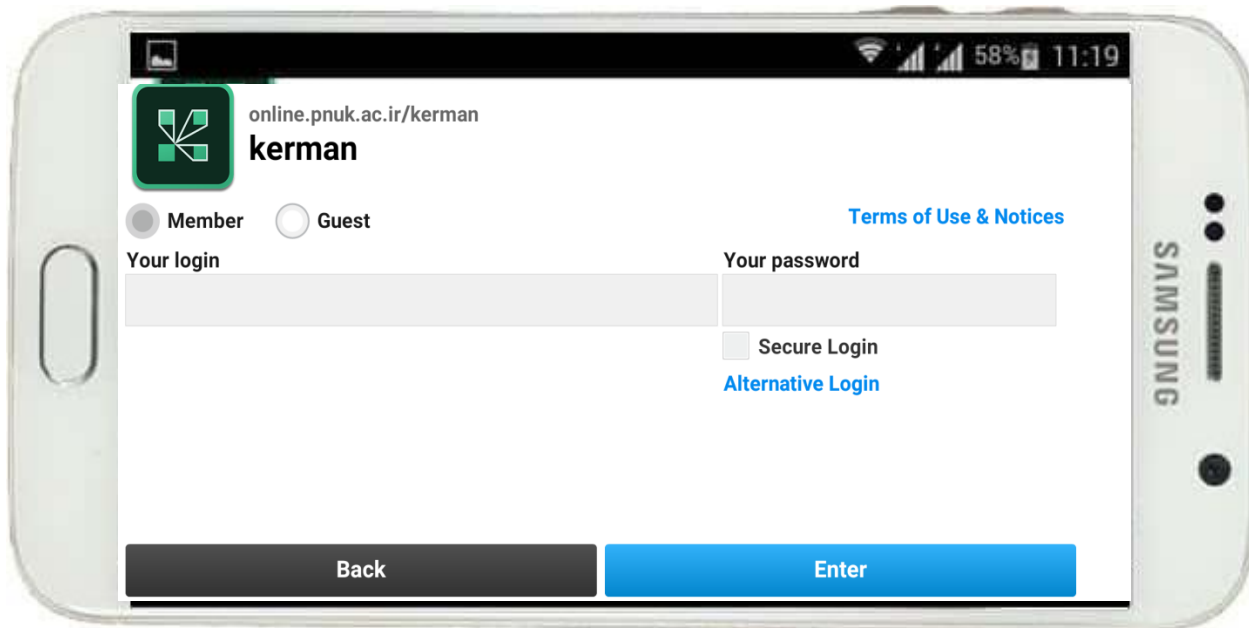 58% 11:19
online.pnuk.ac.ir/kerman
kerman
Member Guest Terms of Use & Notices
Your login Your password
Secure Login
Alternative Login
Back Enter
SAMSUNG